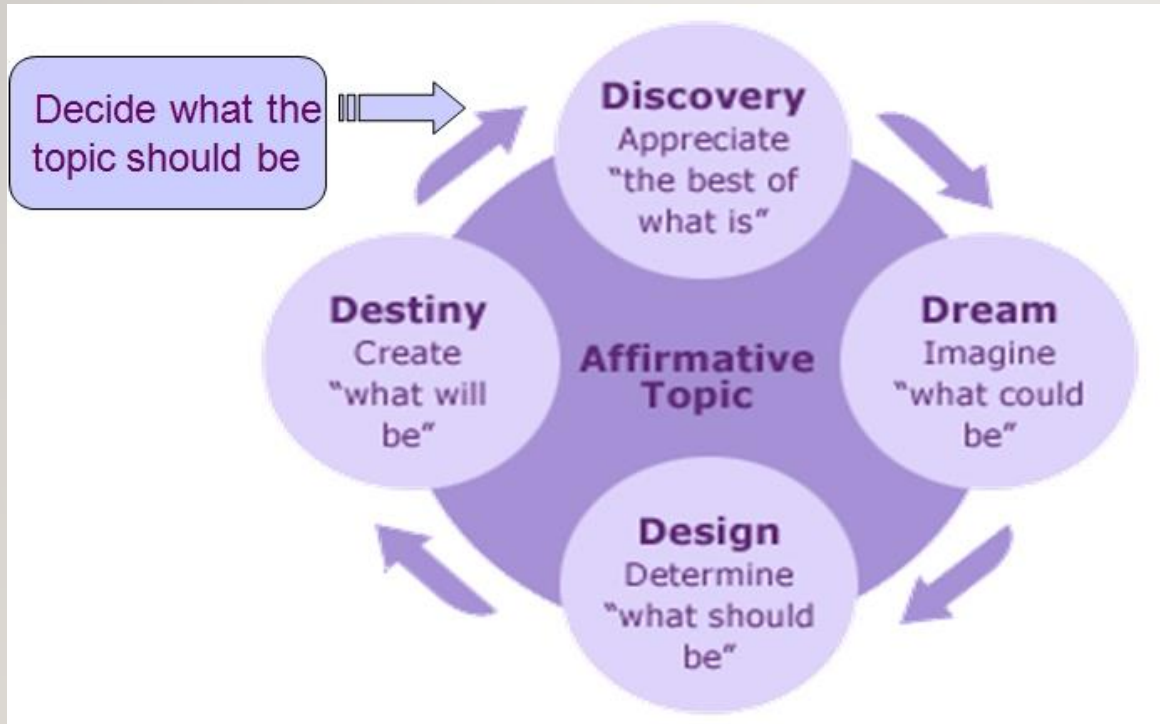 Decide what the
topic should be
Discovery
Appreciate
“the best of
what is”
Dream
Imagine
“what could
be”
Design
Determine
“what should
be”
Destiny
Create
“what will
be”
Affirmative
Topic